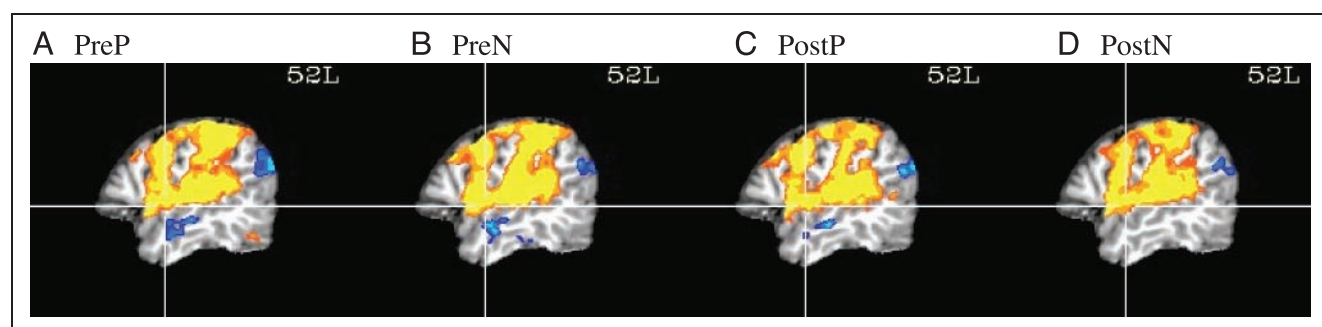 A PreP B PreN C PostP D PostN
52L 52L 52L 52L